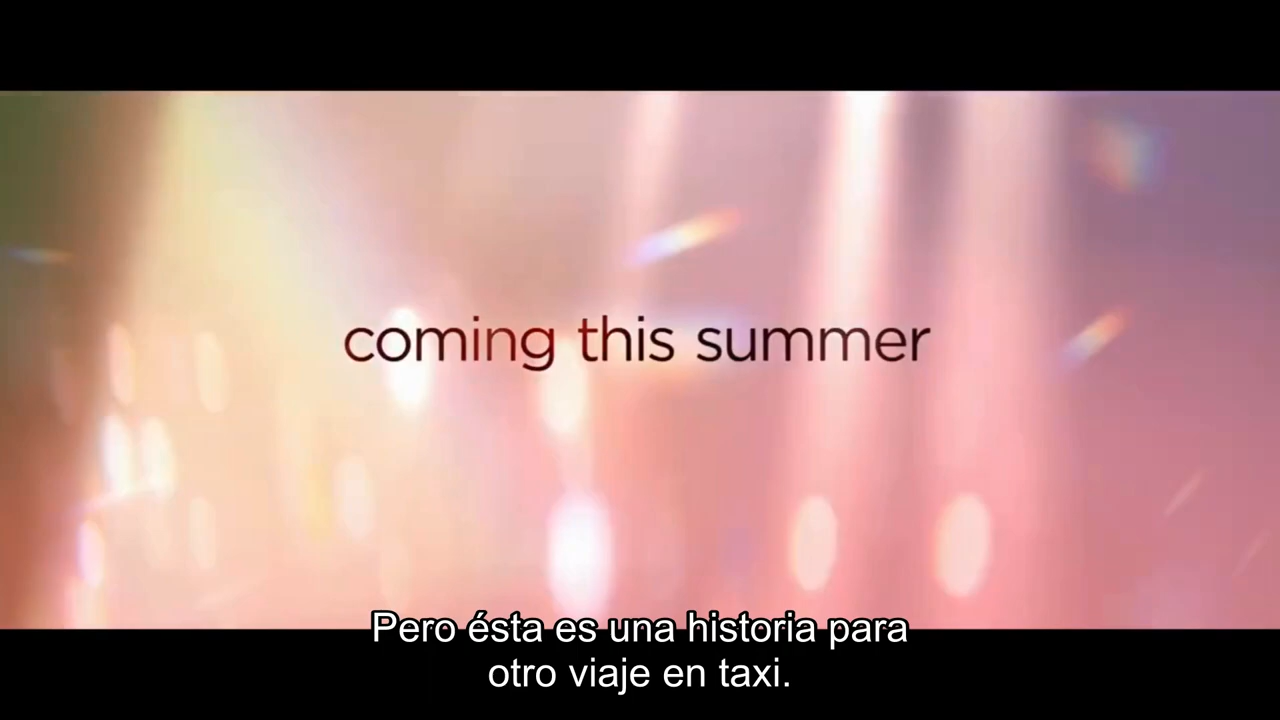 coming this summer
Pero ésta es una historia para
otro viaje en taxi.